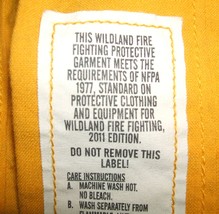 THIS WILDLAND FIRE
FIGHTING PROTECTIVE
GARMENT MEETS THE
REQUIREMENTS OF NFPA
1977, STANDARD ON
PROTECTIVE CLOTHING
AND EQUIPMENT FOR
WILDLAND FIRE FIGHTING,
2011 EDITION.
DO NOT REMOVE THIS
LABEL!
CARE INSTRUCTIONS
A. MACHINE WASH HOT,
NO BLEACH.
B. WASH SEPARATELY FROM